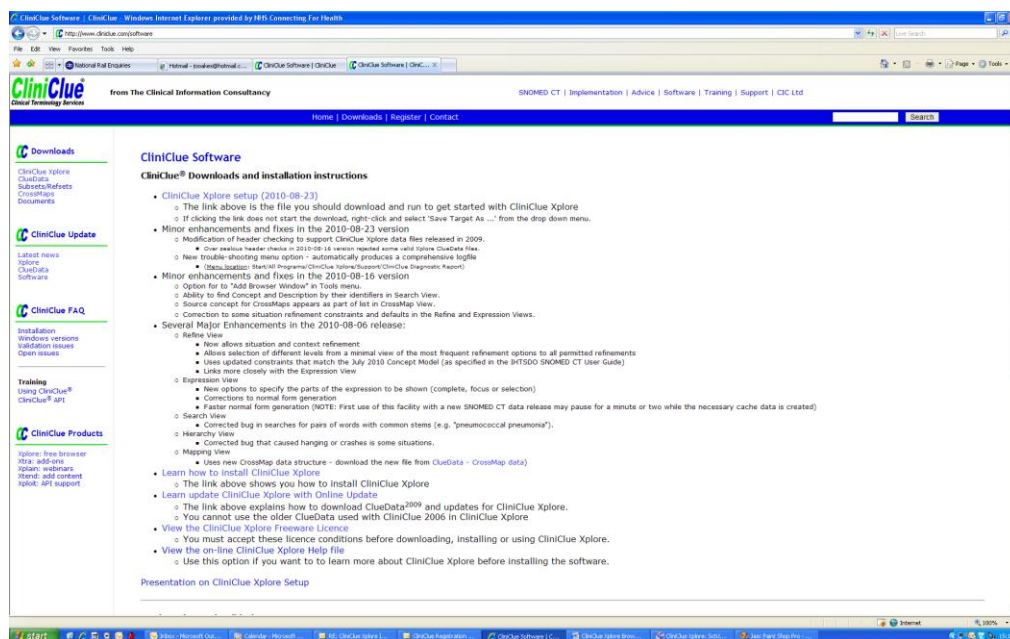 CliniClue Software | CliniClue - Windows Internet Explorer provided by NHS Connecting For Health
http://www.cliniclue.com/software
Live Search
File Edit View Favorites Tools Help
National Rail Enquires
CliniClue Software | CliniClue
CliniClue Software | CliniC...
Page Tools
CliniClue
Clinical Terminology Services
from The Clinical Information Consultancy
SNOMED CT | Implementation | Advice | Software | Training | Support | CIC Ltd
Home | Downloads | Register | Contact
Search
Downloads
CliniClue Xplore
ClueData
Subsets/Refsets
CrossMaps
Documents
CliniClue Update
Latest news
Xplore
ClueData
Software
CliniClue FAQ
Installation
Windows versions
Validation issues
Open issues
Training
Using CliniClue®
CliniClue® API
CliniClue Products
Xplore: free browser
Xtra: add-ons
Xplain: webinars
Xtend: add content
Xploit: API support
CliniClue Software
CliniClue® Downloads and installation instructions
• CliniClue Xplore setup (2010-08-23)
o The link above is the file you should download and run to get started with CliniClue Xplore
o If clicking the link does not start the download, right-click and select 'Save Target As ...' from the drop down menu.
• Minor enhancements and fixes in the 2010-08-23 version
o Modification of header checking to support CliniClue Xplore data files released in 2009.
▪ Over zealous header checks in 2010-08-16 version rejected some valid Xplore ClueData files.
o New trouble-shooting menu option - automatically produces a comprehensive logfile
▪ (Menu location: Start/All Programs/CliniClue Xplore/Support/CliniClue Diagnostic Report)
• Minor enhancements and fixes in the 2010-08-16 version
o Option for to "Add Browser Window" in Tools menu.
o Ability to find Concept and Description by their identifiers in Search View.
o Source concept for CrossMaps appears as part of list in CrossMap View.
o Correction to some situation refinement constraints and defaults in the Refine and Expression Views.
• Several Major Enhancements in the 2010-08-06 release:
o Refine View
▪ Now allows situation and context refinement
▪ Allows selection of different levels from a minimal view of the most frequent refinement options to all permitted refinements
▪ Uses updated constraints that match the July 2010 Concept Model (as specified in the IHTSDO SNOMED CT User Guide)
▪ Links more closely with the Expression View
o Expression View
▪ New options to specify the parts of the expression to be shown (complete, focus or selection)
▪ Corrections to normal form generation
▪ Faster normal form generation (NOTE: First use of this facility with a new SNOMED CT data release may pause for a minute or two while the necessary cache data is created)
o Search View
▪ Corrected bug in searches for pairs of words with common stems (e.g. "pneumococcal pneumonia").
o Hierarchy View
▪ Corrected bug that caused hanging or crashes is some situations.
o Mapping View
▪ Uses new CrossMap data structure - download the new file from ClueData - CrossMap data)
• Learn how to install CliniClue Xplore
o The link above shows you how to install CliniClue Xplore
• Learn update CliniClue Xplore with Online Update
o The link above explains how to download ClueData2009 and updates for CliniClue Xplore.
o You cannot use the older ClueData used with CliniClue 2006 in CliniClue Xplore
• View the CliniClue Xplore Freeware Licence
o You must accept these licence conditions before downloading, installing or using CliniClue Xplore.
• View the on-line CliniClue Xplore Help file
o Use this option if you want to to learn more about CliniClue Xplore before installing the software.
Presentation on CliniClue Xplore Setup
Internet
100%
start
Inbox - Microsoft Out...
Calendar - Microsoft ...
RE: CliniClue Xplore I...
CliniClue Registration ...
CliniClue Software | C...
CliniClue Xplore Brow...
Jasc Paint Shop Pro - ...